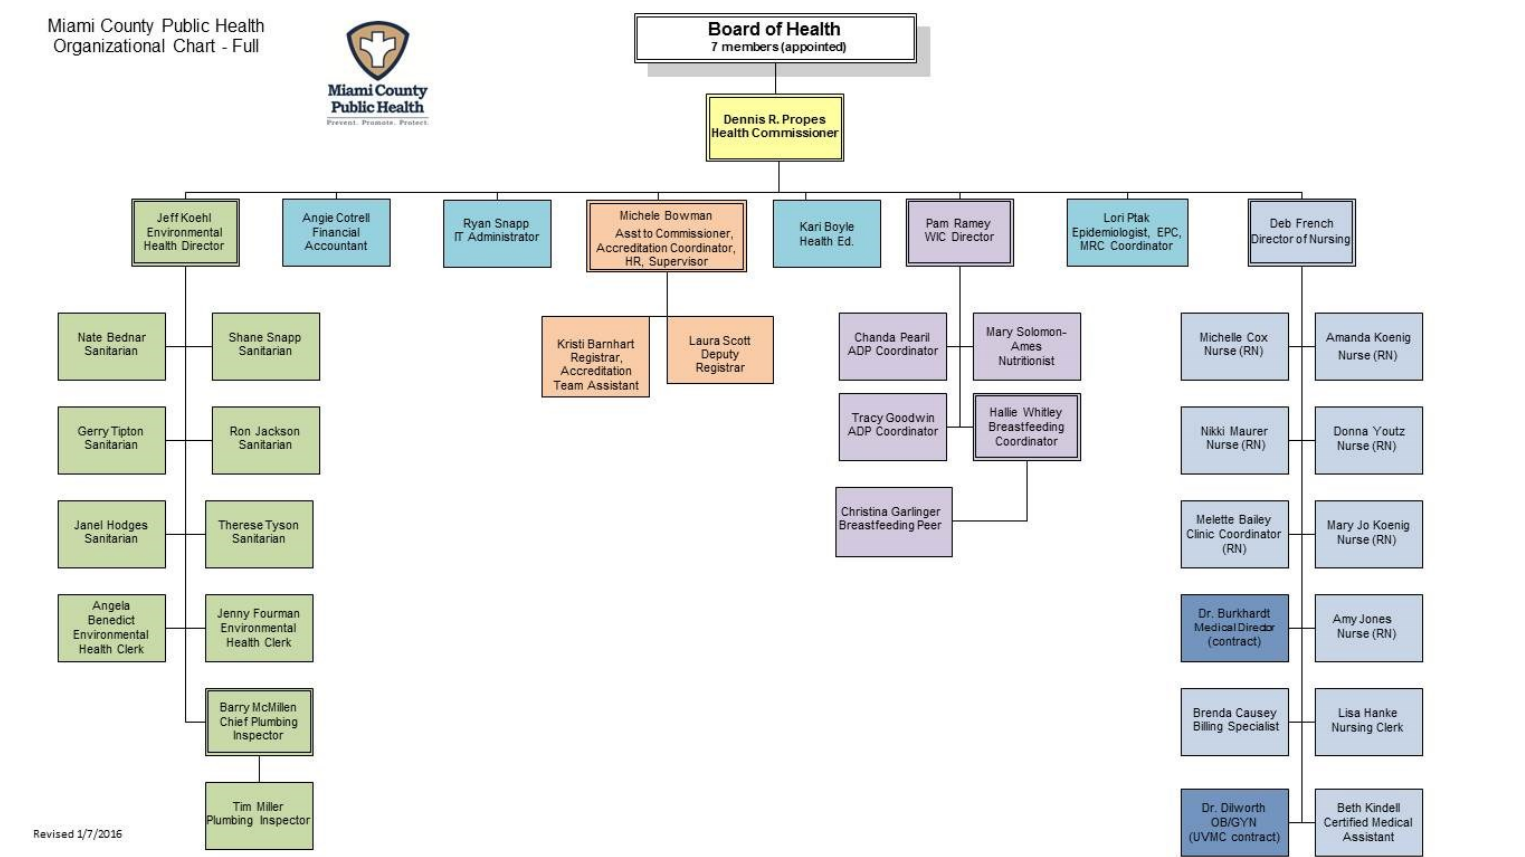 Miami County Public Health
Organizational Chart - Full
Miami County
Public Health
Prevent. Promote. Protect.
Board of Health
7 members (appointed)
Dennis R. Propes
Health Commissioner
Jeff Koehl
Environmental
Health Director
Angie Cotrell
Financial
Accountant
Ryan Snapp
IT Administrator
Michele Bowman
Asst to Commissioner,
Accreditation Coordinator,
HR, Supervisor
Kari Boyle
Health Ed.
Pam Ramey
WIC Director
Lori Ptak
Epidemiologist, EPC,
MRC Coordinator
Deb French
Director of Nursing
Nate Bednar
Sanitarian
Shane Snapp
Sanitarian
Gerry Tipton
Sanitarian
Ron Jackson
Sanitarian
Janel Hodges
Sanitarian
Therese Tyson
Sanitarian
Angela
Benedict
Environmental
Health Clerk
Jenny Fourman
Environmental
Health Clerk
Barry McMillen
Chief Plumbing
Inspector
Tim Miller
Plumbing Inspector
Kristi Barnhart
Registrar,
Accreditation
Team Assistant
Laura Scott
Deputy
Registrar
Chanda Pearil
ADP Coordinator
Mary Solomon-
Ames
Nutritionist
Tracy Goodwin
ADP Coordinator
Hallie Whitley
Breastfeeding
Coordinator
Christina Garlinger
Breastfeeding Peer
Michelle Cox
Nurse (RN)
Amanda Koenig
Nurse (RN)
Nikki Maurer
Nurse (RN)
Donna Youtz
Nurse (RN)
Melette Bailey
Clinic Coordinator
(RN)
Mary Jo Koenig
Nurse (RN)
Dr. Burkhardt
Medical Director
(contract)
Amy Jones
Nurse (RN)
Brenda Causey
Billing Specialist
Lisa Hanke
Nursing Clerk
Dr. Dilworth
OB/GYN
(UVMC contract)
Beth Kindell
Certified Medical
Assistant
Revised 1/7/2016